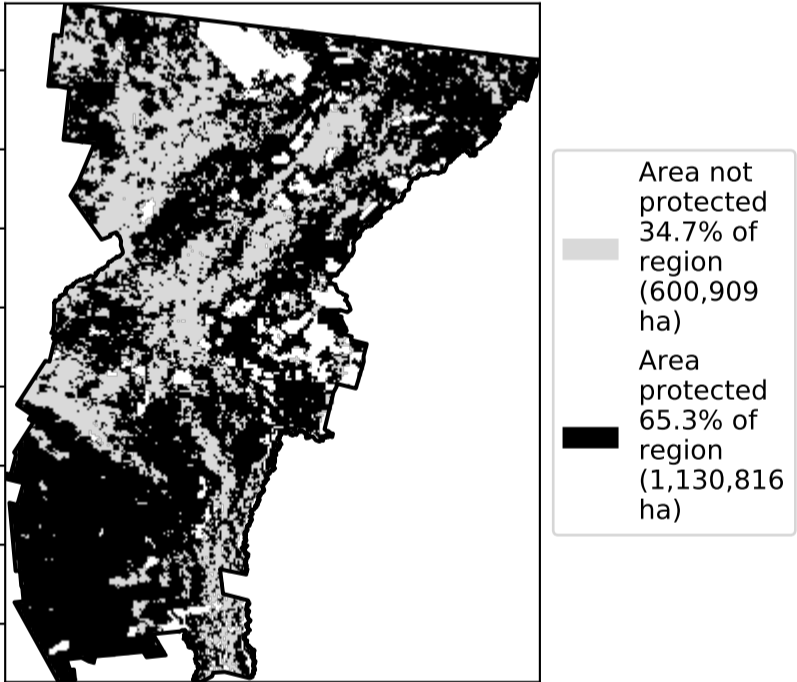 Area not
protected
34.7% of
region
(600,909
ha)
Area
protected
65.3% of
region
(1,130,816
ha)